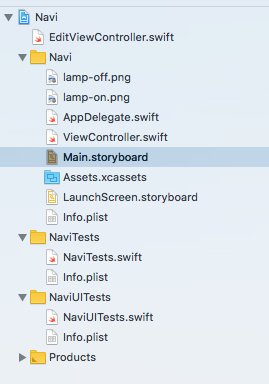 Navi
EditViewController.swift
Navi
lamp-off.png
lamp-on.png
AppDelegate.swift
ViewController.swift
Main.storyboard
Assets.xcassets
LaunchScreen.storyboard
Info.plist
NaviTests
NaviTests.swift
Info.plist
NaviUITests
NaviUITests.swift
Info.plist
Products